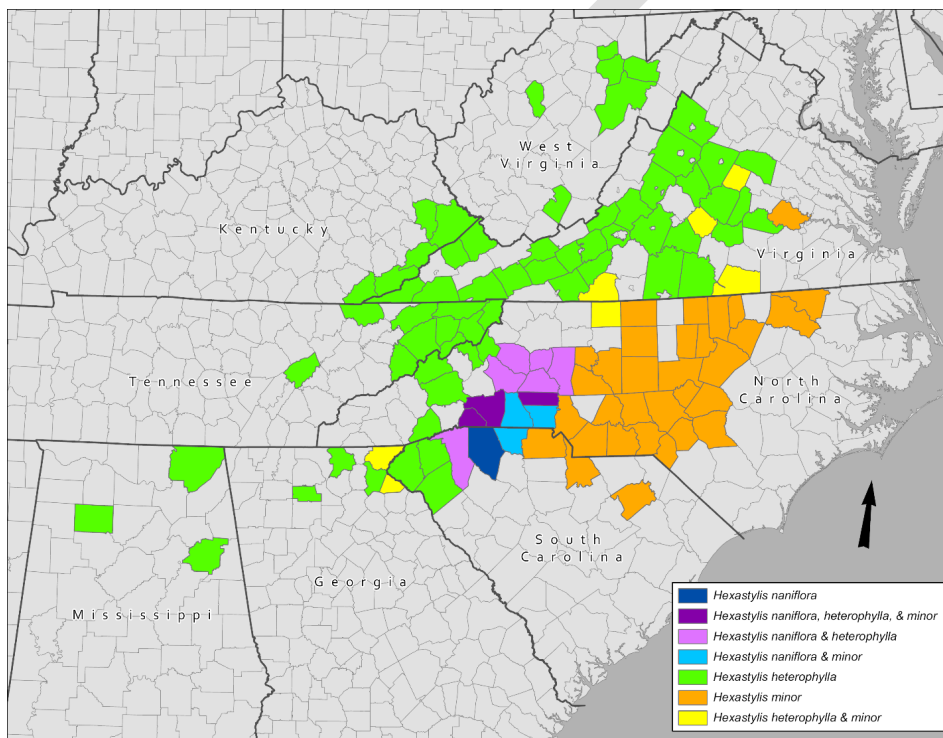 West
Virginia
Kentucky
Virginia
Tennessee
North
Carolina
South
Carolina
Georgia
Mississippi
Hexastylis naniflora
Hexastylis naniflora, heterophylla, & minor
Hexastylis naniflora & heterophylla
Hexastylis naniflora & minor
Hexastylis heterophylla
Hexastylis minor
Hexastylis heterophylla & minor